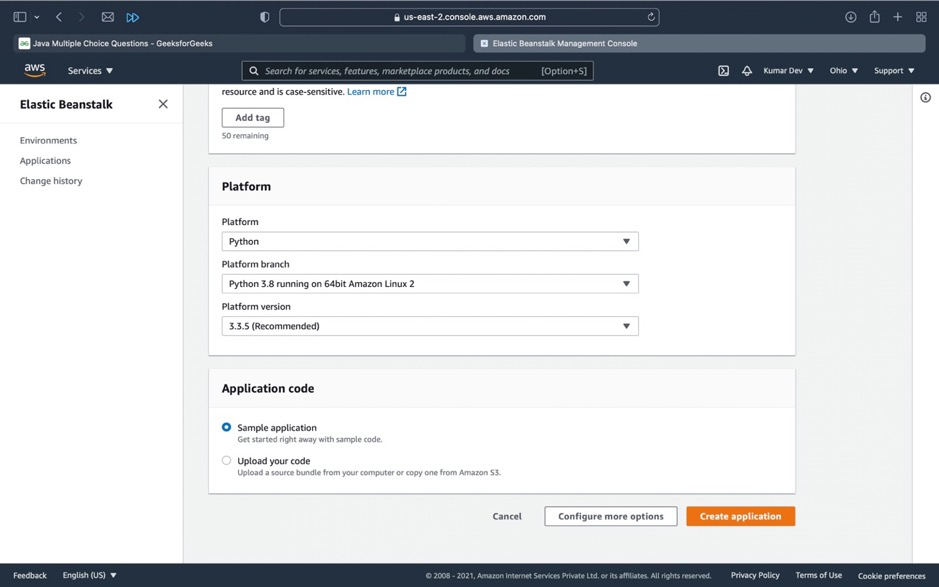 us-east-2.console.aws.amazon.com
Java Multiple Choice Questions - GeeksforGeeks
Elastic Beanstalk Management Console
aws
Services
Search for services, features, marketplace products, and docs
[Option+S]
Kumar Dev
Ohio
Support
Elastic Beanstalk
Environments
Applications
Change history
resource and is case-sensitive. Learn more
Add tag
50 remaining
Platform
Platform
Python
Platform branch
Python 3.8 running on 64bit Amazon Linux 2
Platform version
3.3.5 (Recommended)
Application code
Sample application
Get started right away with sample code.
Upload your code
Upload a source bundle from your computer or copy one from Amazon S3.
Cancel
Configure more options
Create application
Feedback
English (US)
© 2008 - 2021, Amazon Internet Services Private Ltd. or its affiliates. All rights reserved.
Privacy Policy
Terms of Use
Cookie preferences